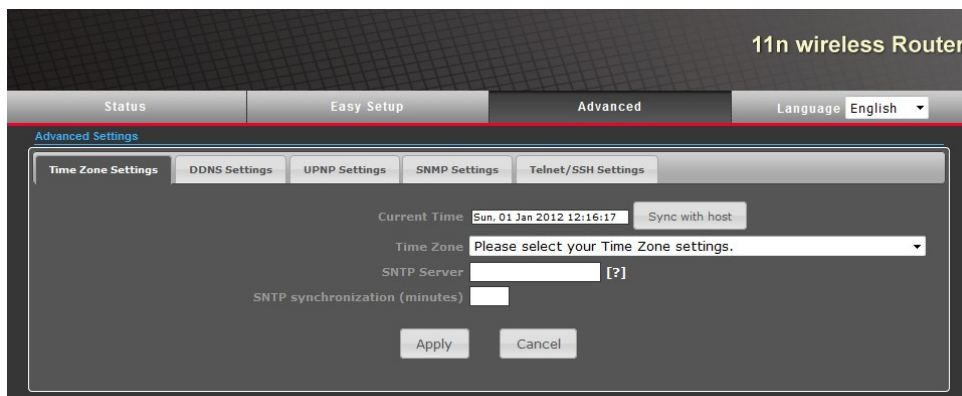 11n wireless Router
Status Easy Setup Advanced Language English
Advanced Settings
Time Zone Settings DDNS Settings UPNP Settings SNMP Settings Telnet/SSH Settings
Current Time Sun, 01 Jan 2012 12:16:17 Sync with host
Time Zone Please select your Time Zone settings.
SNTP Server [?]
SNTP synchronization (minutes)
Apply Cancel